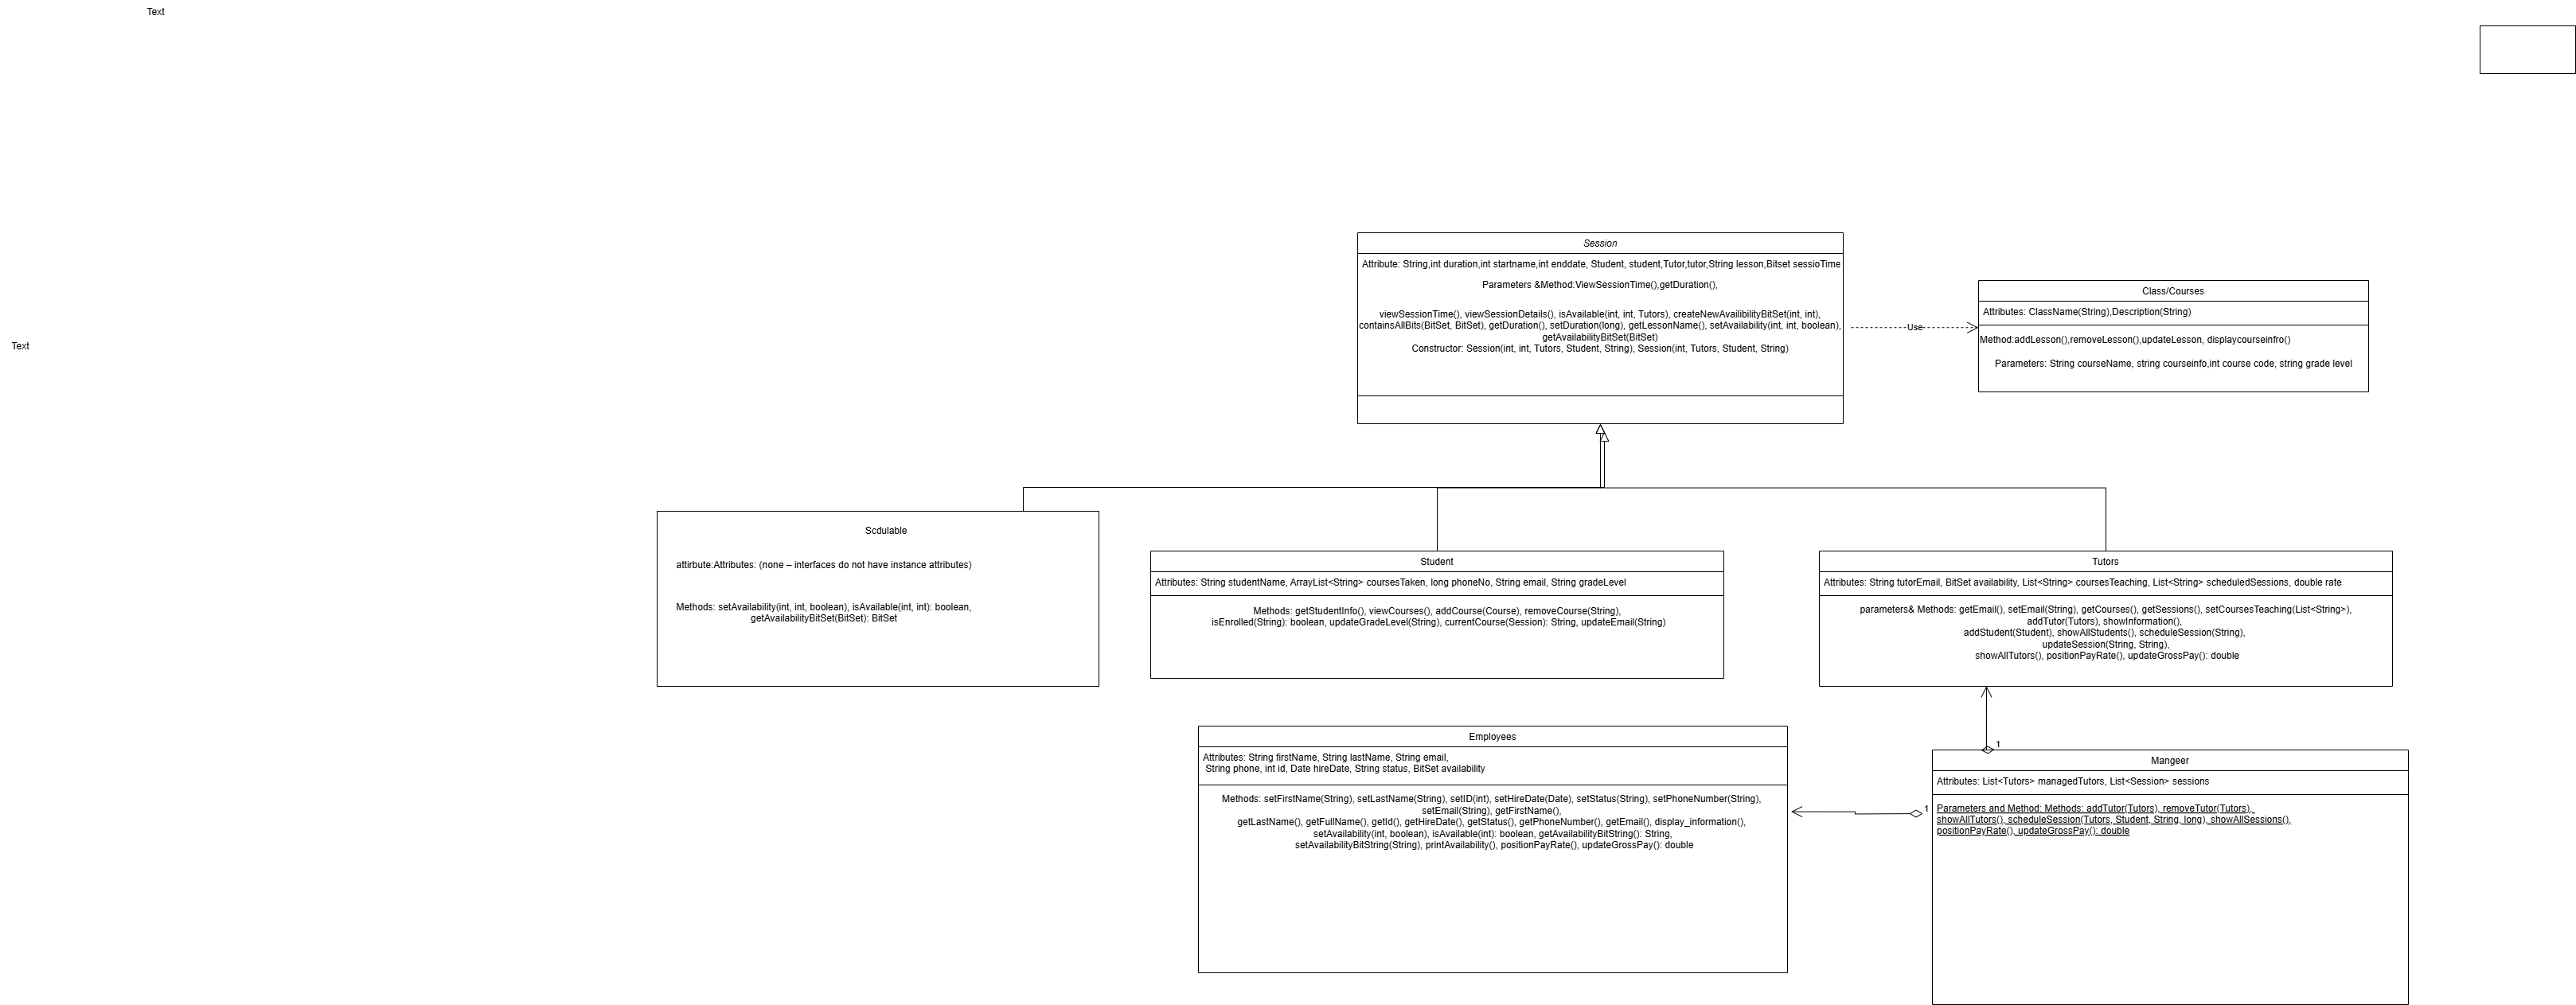 Text
Text
Session
Attribute: String,int duration,int startname,int enddate, Student, student,Tutor,tutor,String lesson,Bitset sessioTime
Parameters &Method:ViewSessionTime(),getDuration(),
viewSessionTime(), viewSessionDetails(), isAvailable(int, int, Tutors), createNewAvailibilityBitSet(int, int),
containsAllBits(BitSet, BitSet), getDuration(), setDuration(long), getLessonName(), setAvailability(int, int, boolean),
getAvailabilityBitSet(BitSet)
Constructor: Session(int, int, Tutors, Student, String), Session(int, Tutors, Student, String)
Use
Class/Courses
Attributes: ClassName(String),Description(String)
Method:addLesson(),removeLesson(),updateLesson, displaycourseinfro()
Parameters: String courseName, string courseinfo,int course code, string grade level
Scdulable
attirbute:Attributes: (none – interfaces do not have instance attributes)
Methods: setAvailability(int, int, boolean), isAvailable(int, int): boolean,
getAvailabilityBitSet(BitSet): BitSet
Student
Attributes: String studentName, ArrayList<String> coursesTaken, long phoneNo, String email, String gradeLevel
Methods: getStudentInfo(), viewCourses(), addCourse(Course), removeCourse(String),
isEnrolled(String): boolean, updateGradeLevel(String), currentCourse(Session): String, updateEmail(String)
Tutors
Attributes: String tutorEmail, BitSet availability, List<String> coursesTeaching, List<String> scheduledSessions, double rate
parameters& Methods: getEmail(), setEmail(String), getCourses(), getSessions(), setCoursesTeaching(List<String>),
addTutor(Tutors), showInformation(),
addStudent(Student), showAllStudents(), scheduleSession(String),
updateSession(String, String),
showAllTutors(), positionPayRate(), updateGrossPay(): double
Employees
Attributes: String firstName, String lastName, String email,
String phone, int id, Date hireDate, String status, BitSet availability
Methods: setFirstName(String), setLastName(String), setID(int), setHireDate(Date), setStatus(String), setPhoneNumber(String),
setEmail(String), getFirstName(),
getLastName(), getFullName(), getId(), getHireDate(), getStatus(), getPhoneNumber(), getEmail(), display_information(),
setAvailability(int, boolean), isAvailable(int): boolean, getAvailabilityBitString(): String,
setAvailabilityBitString(String), printAvailability(), positionPayRate(), updateGrossPay(): double
1
1
Mangeer
Attributes: List<Tutors> managedTutors, List<Session> sessions
Parameters and Method: Methods: addTutor(Tutors), removeTutor(Tutors),
showAllTutors(), scheduleSession(Tutors, Student, String, long), showAllSessions(),
positionPayRate(), updateGrossPay(): double